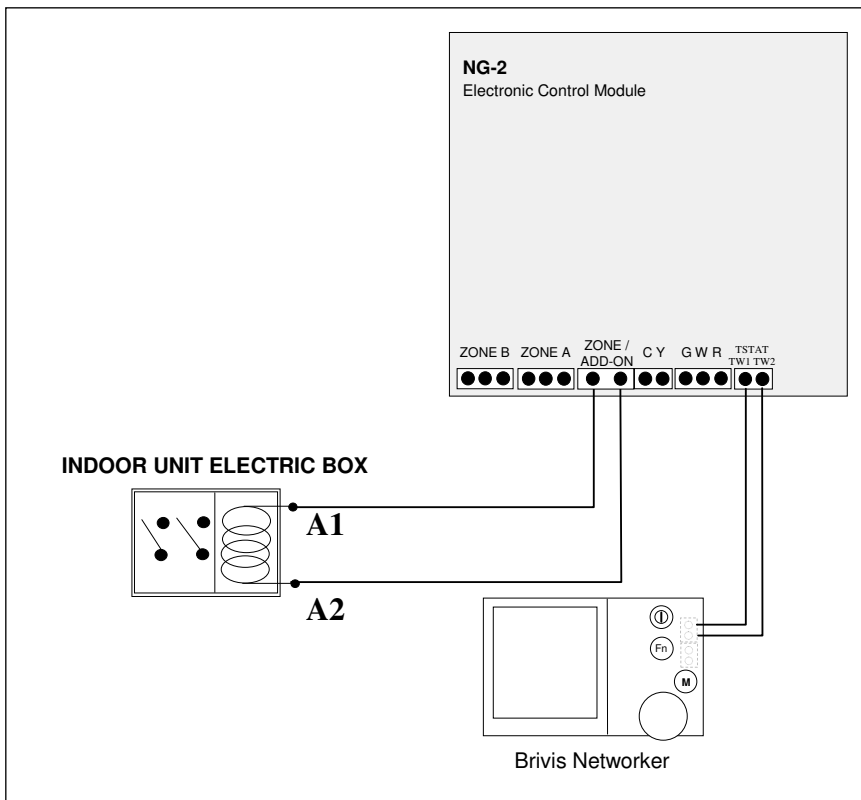 NG-2
Electronic Control Module
ZONE B ZONE A ZONE / ADD-ON C Y G W R TSTAT TW1 TW2
INDOOR UNIT ELECTRIC BOX
A1
A2
Fn
M
Brivis Networker